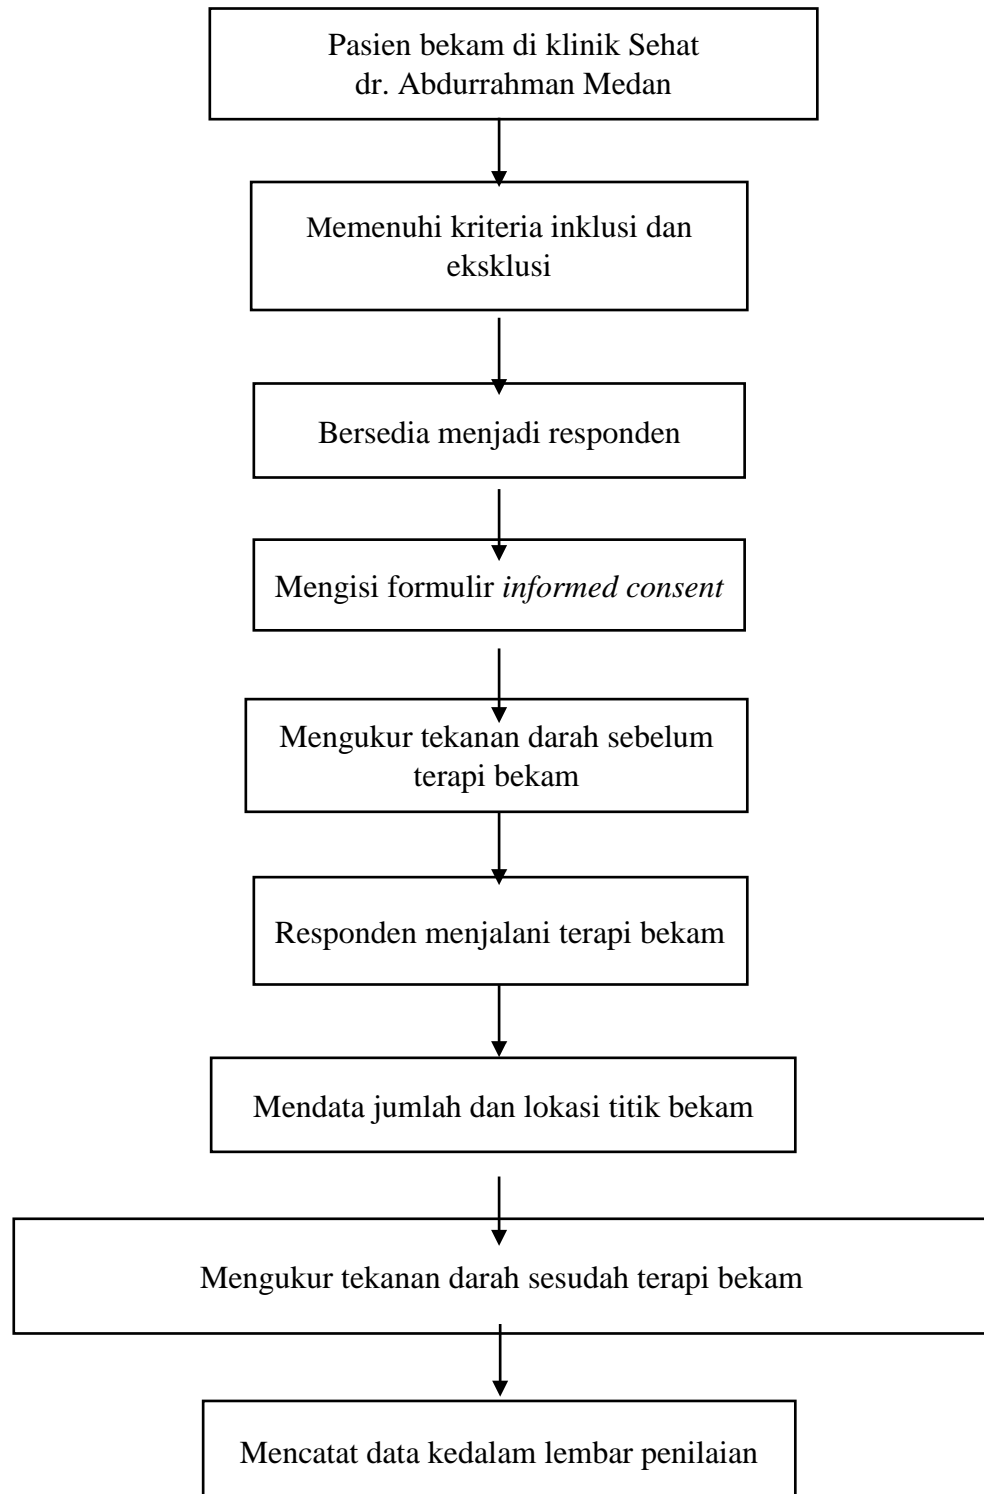 Pasien bekam di klinik Sehat
dr. Abdurrahman Medan
Memenuhi kriteria inklusi dan
eksklusi
Bersedia menjadi responden
Mengisi formulir informed consent
Mengukur tekanan darah sebelum
terapi bekam
Responden menjalani terapi bekam
Mendata jumlah dan lokasi titik bekam
Mengukur tekanan darah sesudah terapi bekam
Mencatat data kedalam lembar penilaian